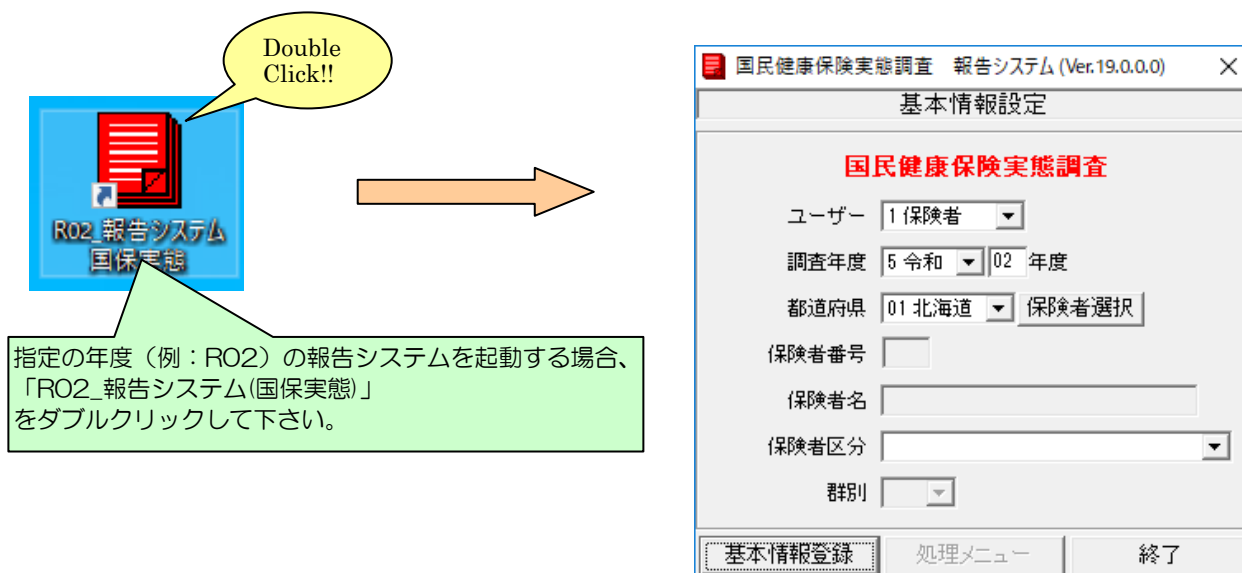 Double
Click!!
R02_報告システム
国保実態
指定の年度（例：R02）の報告システムを起動する場合、
「R02_報告システム(国保実態)」
をダブルクリックして下さい。
国民健康保険実態調査　報告システム (Ver.19.0.0.0)
基本情報設定
国民健康保険実態調査
ユーザー 1 保険者
調査年度 5 令和 02 年度
都道府県 01 北海道 保険者選択
保険者番号
保険者名
保険者区分
群別
基本情報登録 処理メニュー 終了